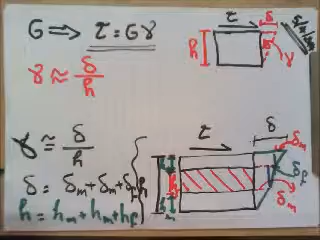 G ⇒ τ = Gγ
γ ≈ δ/h
τ
δ
h
γ
γ ≅ δ/h
δ = δm + δm + δf
h = hm + hm + hf
τ
δ
δm
δf
δm